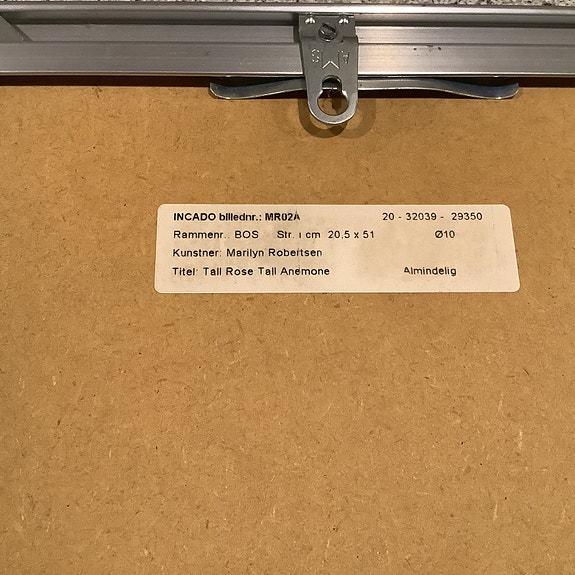 AMS
INCADO billednr.: MR02A 20 - 32039 - 29350
Rammenr.: BOS Str. i cm 20,5 x 51 Ø10
Kunstner: Marilyn Robertsen
Titel: Tall Rose Tall Anemone Almindelig